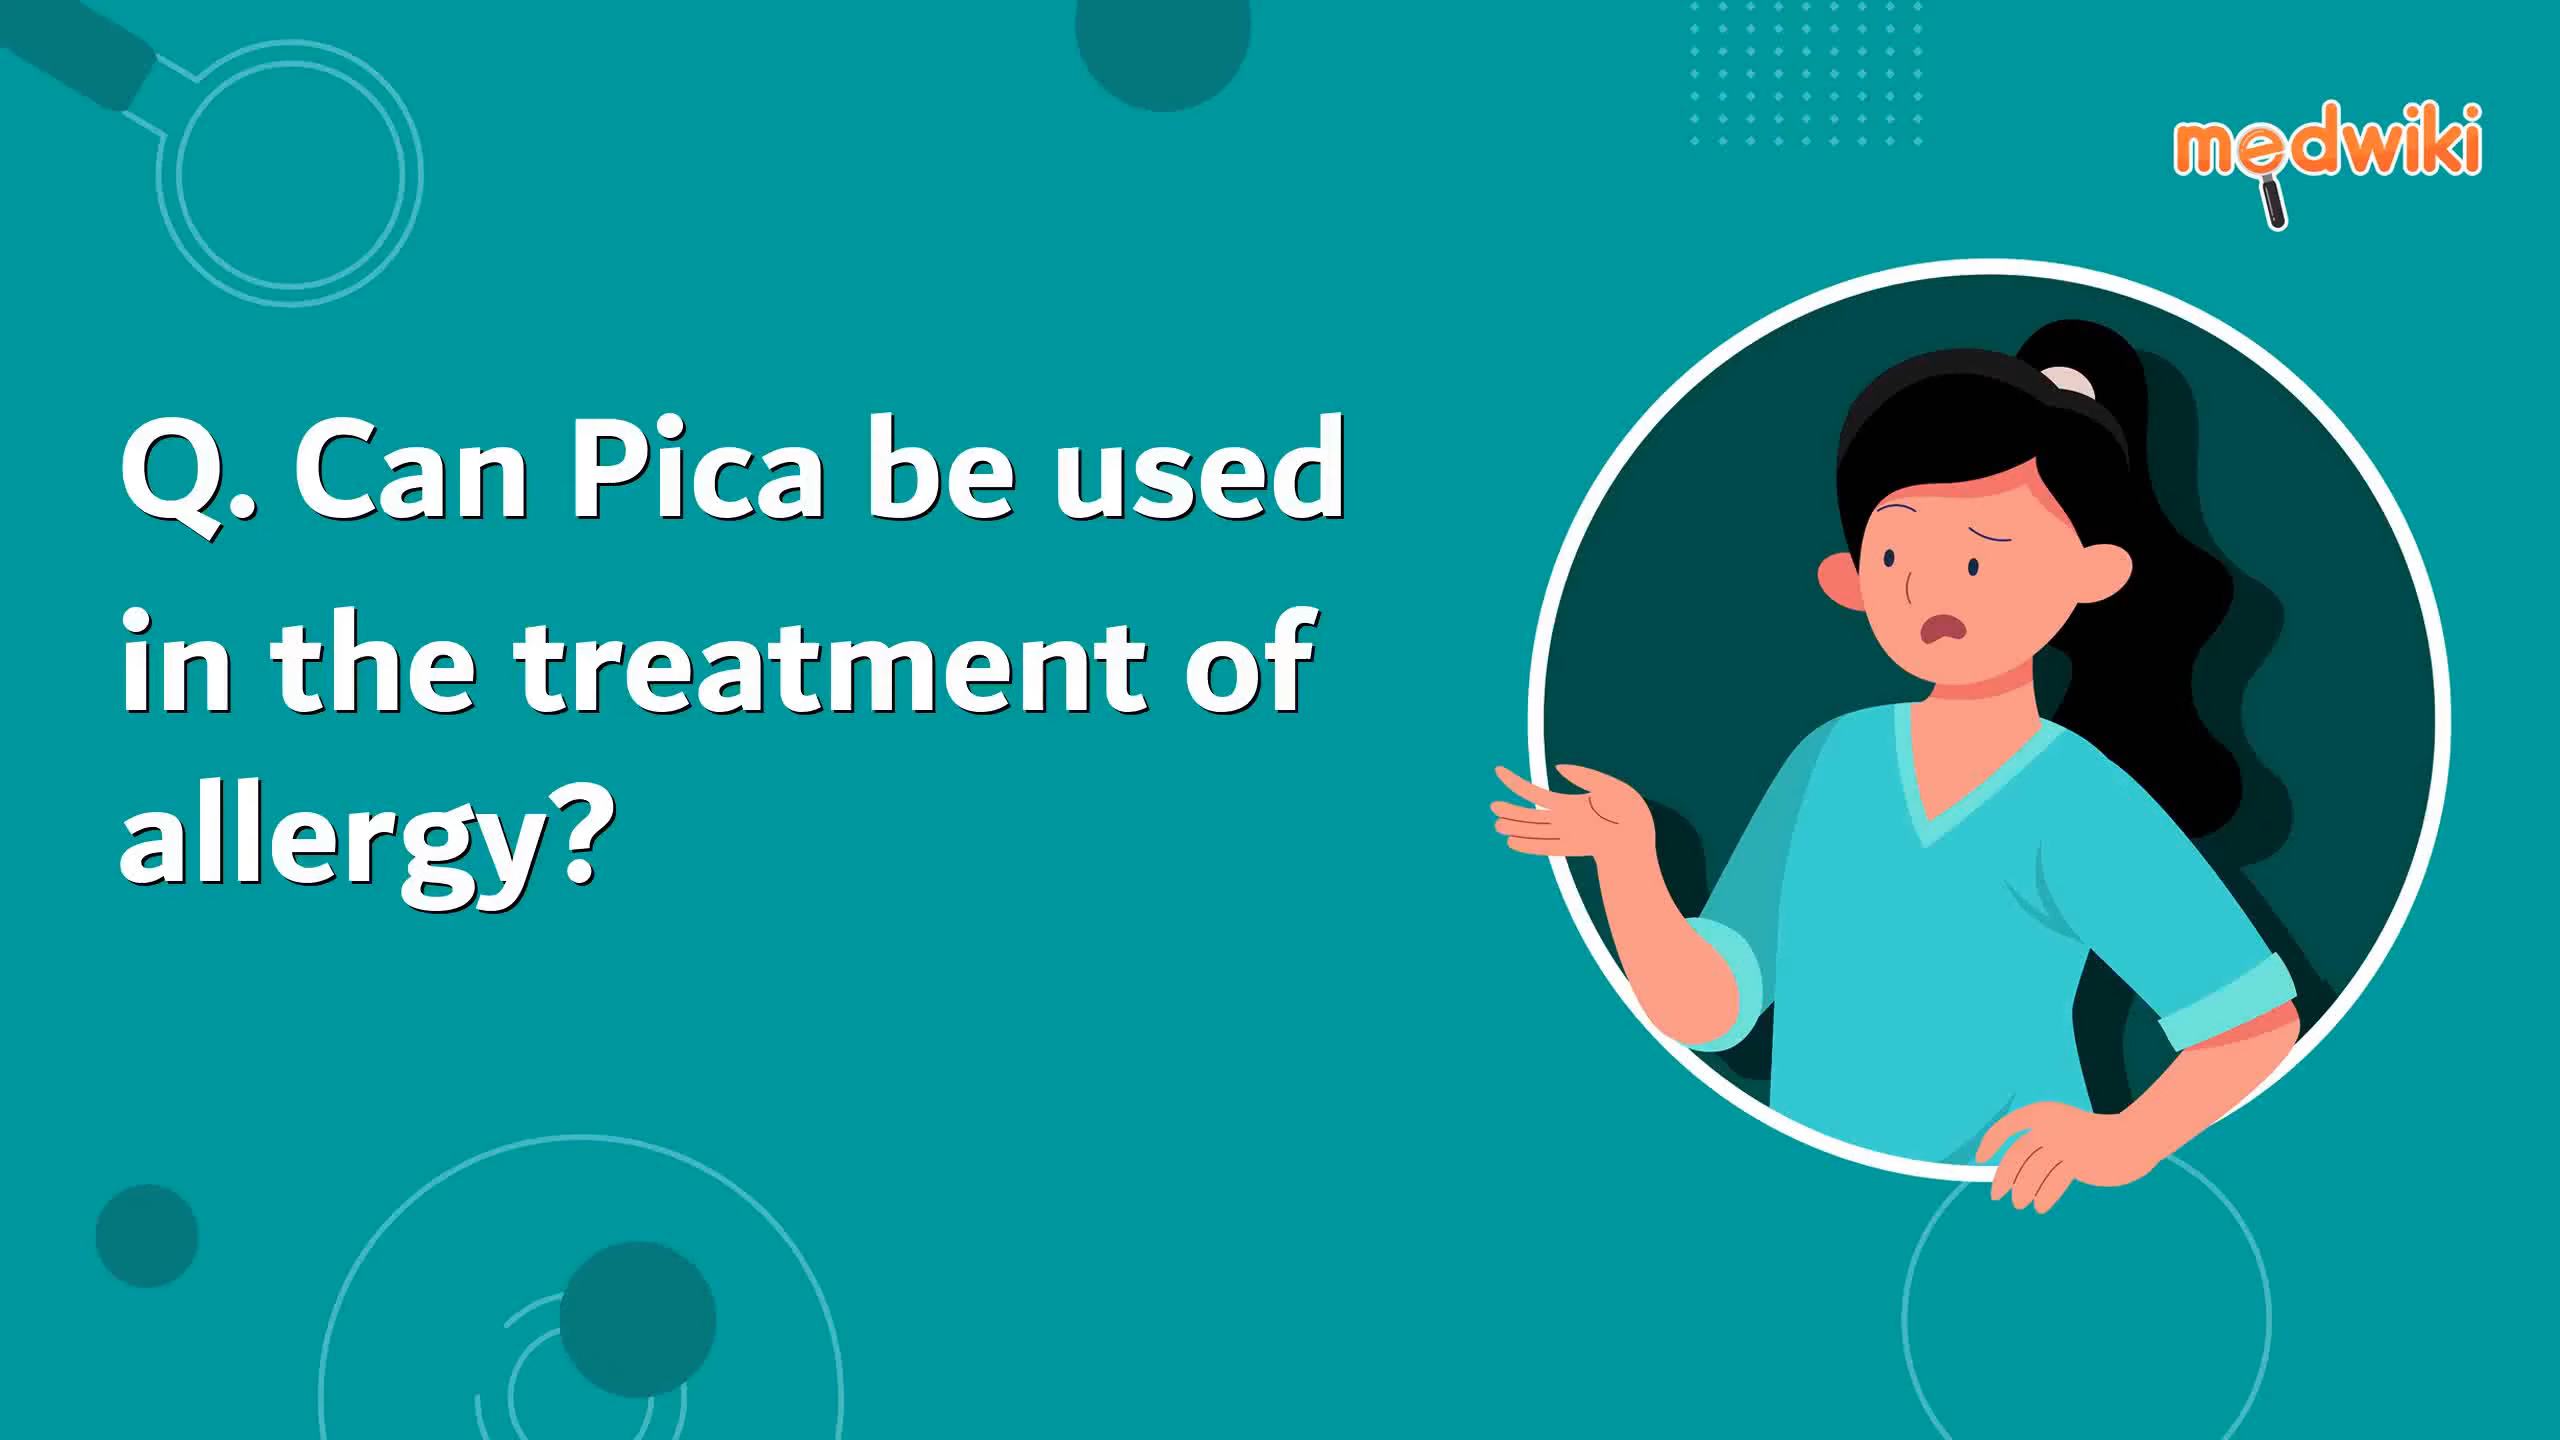 medwiki
Q. Can Pica be used
in the treatment of
allergy?